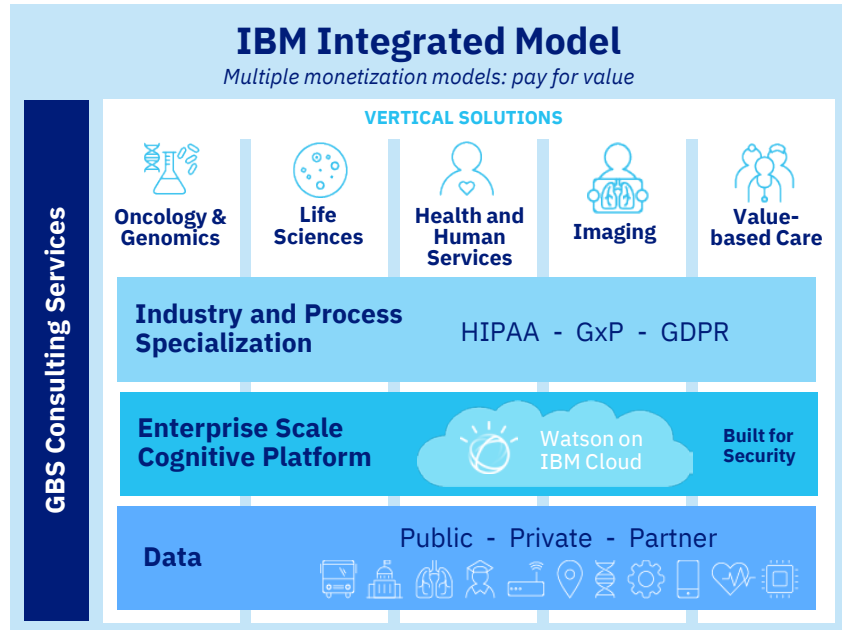 IBM Integrated Model
Multiple monetization models: pay for value
GBS Consulting Services
VERTICAL SOLUTIONS
Oncology &
Genomics
Life
Sciences
Health and
Human
Services
Imaging
Value-
based Care
Industry and Process
Specialization
HIPAA - GxP - GDPR
Enterprise Scale
Cognitive Platform
Watson on
IBM Cloud
Built for
Security
Data
Public - Private - Partner